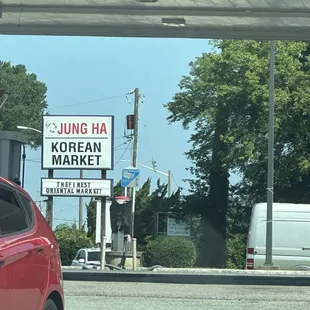 JUNG HA
KOREAN
MARKET
THE FINEST
ORIENTAL MARKET